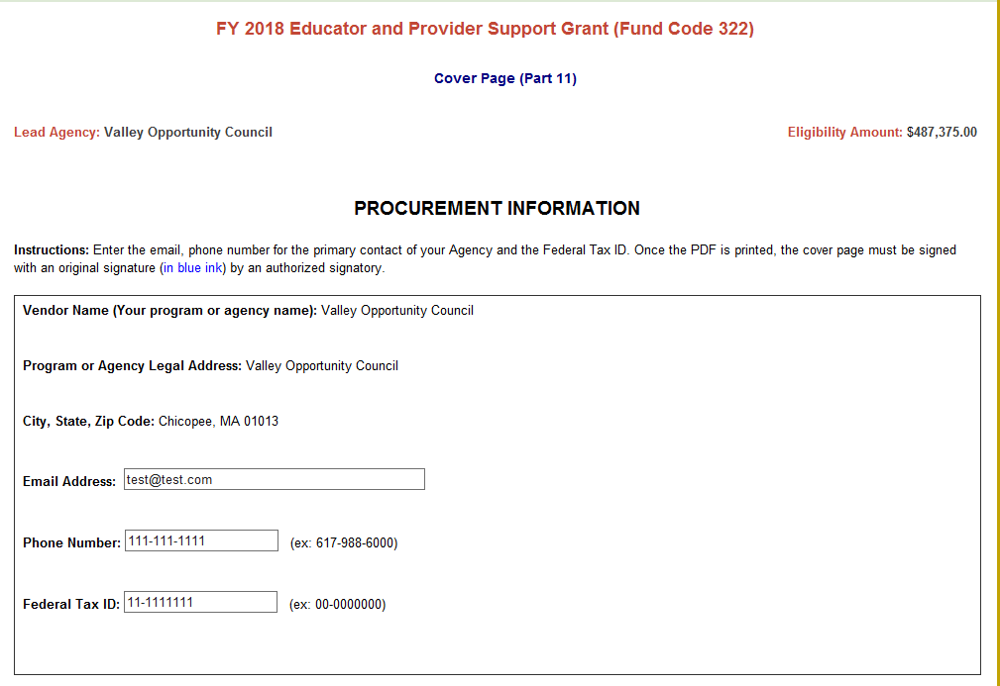 FY 2018 Educator and Provider Support Grant (Fund Code 322)
Cover Page (Part 11)
Lead Agency: Valley Opportunity Council
Eligibility Amount: $487,375.00
PROCUREMENT INFORMATION
Instructions: Enter the email, phone number for the primary contact of your Agency and the Federal Tax ID. Once the PDF is printed, the cover page must be signed
with an original signature (in blue ink) by an authorized signatory.
Vendor Name (Your program or agency name): Valley Opportunity Council
Program or Agency Legal Address: Valley Opportunity Council
City, State, Zip Code: Chicopee, MA 01013
Email Address: test@test.com
Phone Number: 111-111-1111 (ex: 617-988-6000)
Federal Tax ID: 11-1111111 (ex: 00-0000000)